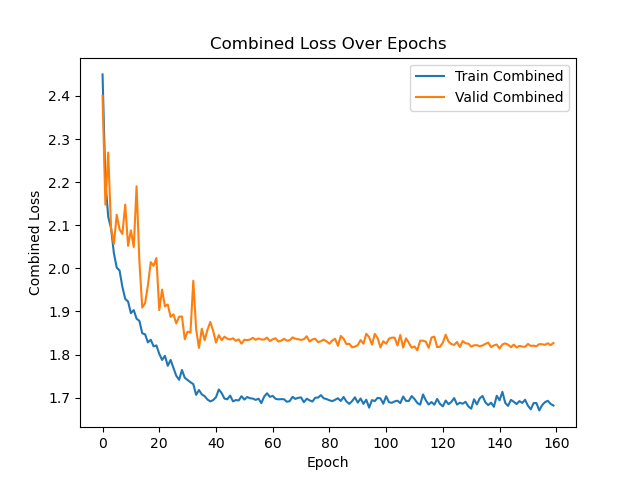 Combined Loss Over Epochs
Train Combined
Valid Combined
2.4
2.3
2.2
2.1
2.0
1.9
1.8
1.7
Combined Loss
0 20 40 60 80 100 120 140 160
Epoch